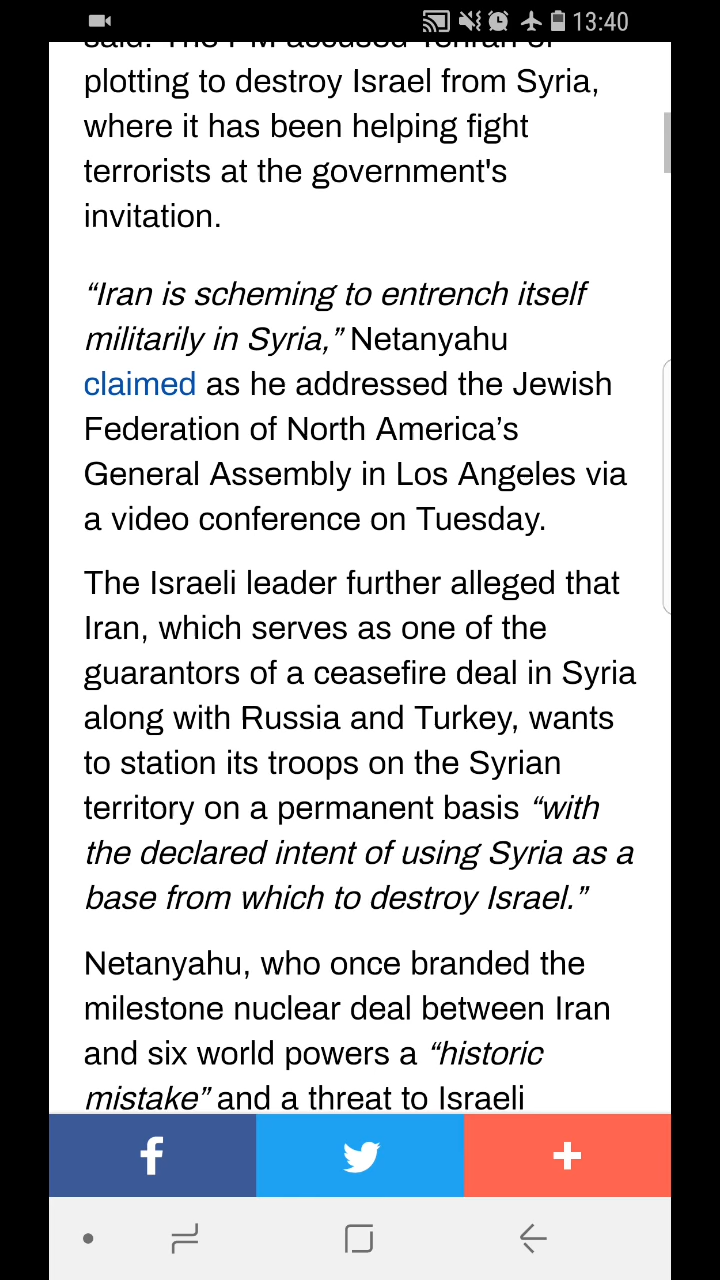 13:40
said. The PM accused Tehran of
plotting to destroy Israel from Syria,
where it has been helping fight
terrorists at the government's
invitation.
“Iran is scheming to entrench itself
militarily in Syria,” Netanyahu
claimed as he addressed the Jewish
Federation of North America’s
General Assembly in Los Angeles via
a video conference on Tuesday.
The Israeli leader further alleged that
Iran, which serves as one of the
guarantors of a ceasefire deal in Syria
along with Russia and Turkey, wants
to station its troops on the Syrian
territory on a permanent basis “with
the declared intent of using Syria as a
base from which to destroy Israel.”
Netanyahu, who once branded the
milestone nuclear deal between Iran
and six world powers a “historic
mistake” and a threat to Israeli